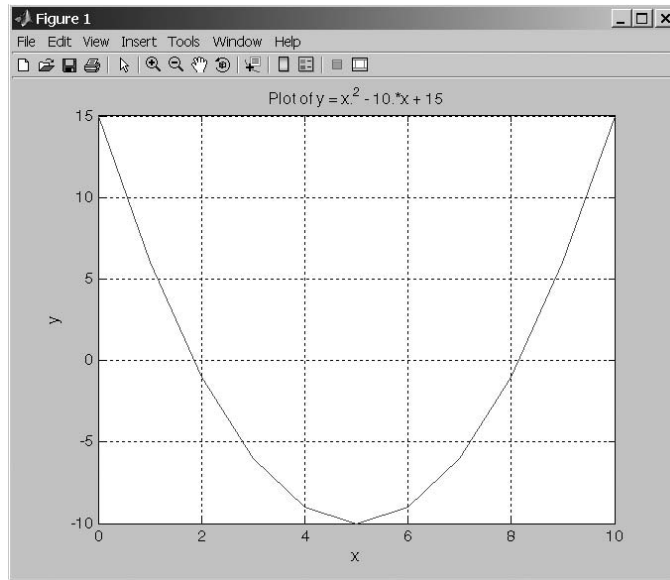 Figure 1
File Edit View Insert Tools Window Help
Plot of y = x.² - 10.*x + 15
15
10
5
0
-5
-10
y
0 2 4 6 8 10
x